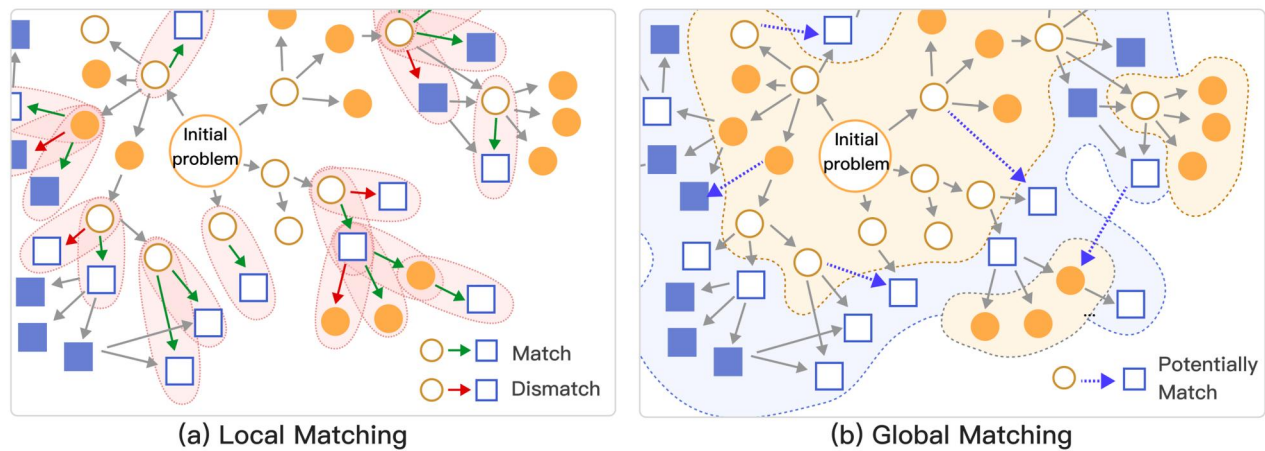 Initial
problem
Match
Dismatch
(a) Local Matching
Initial
problem
...
Potentially
Match
(b) Global Matching